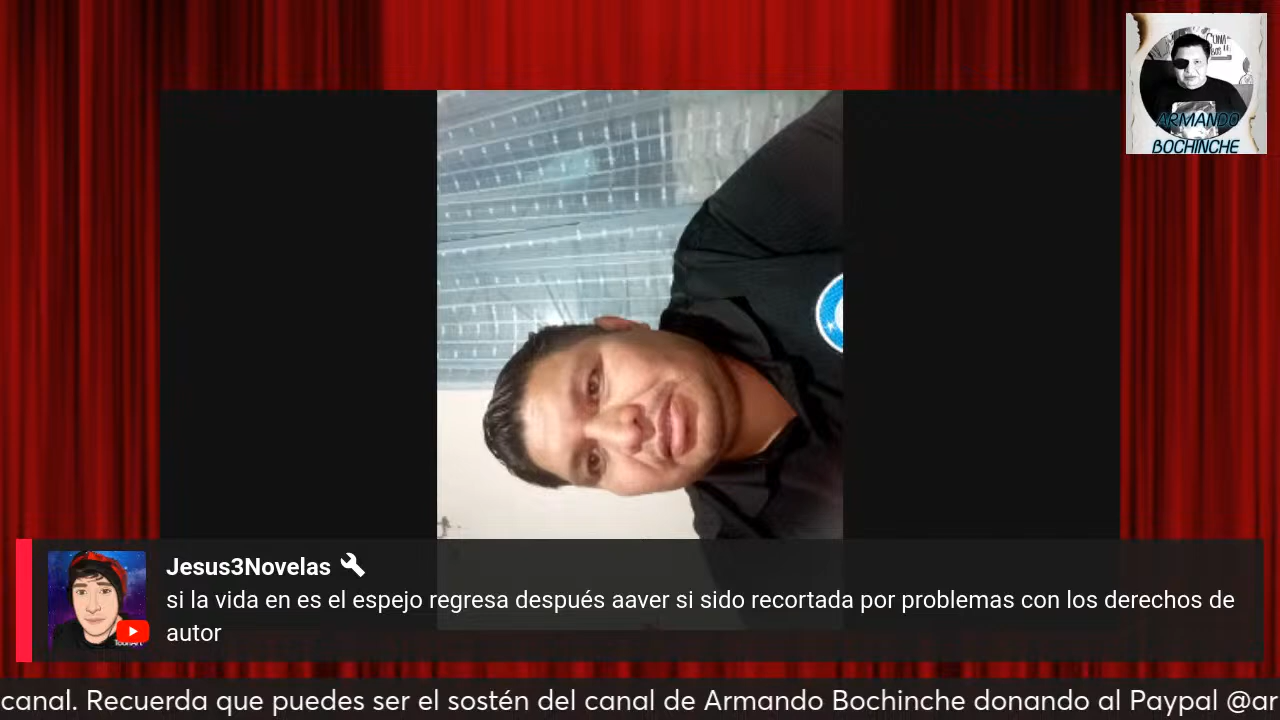 ARMANDO
BOCHINCHE
Jesus3Novelas
si la vida en es el espejo regresa después aaver si sido recortada por problemas con los derechos de
autor
canal. Recuerda que puedes ser el sostén del canal de Armando Bochinche donando al Paypal @ar